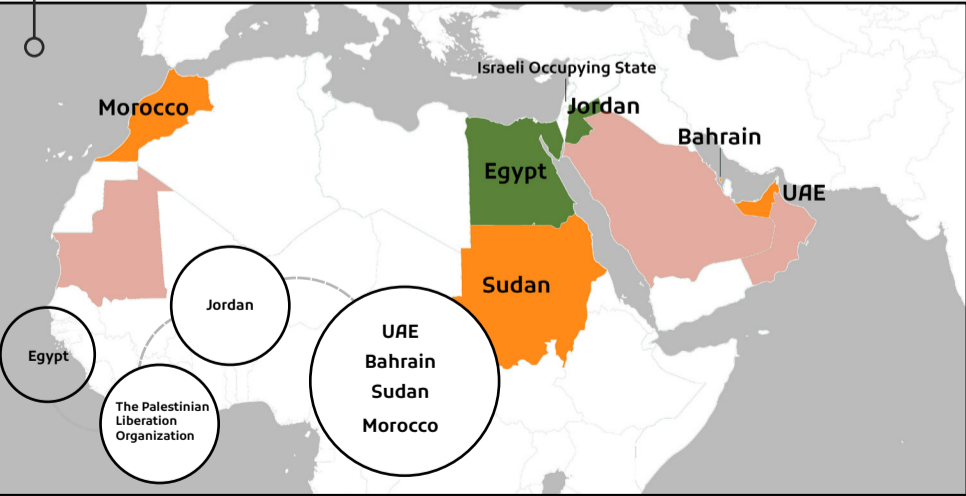 Israeli Occupying State
Morocco
Jordan
Bahrain
Egypt
UAE
Sudan
Jordan
UAE
Egypt
Bahrain
Sudan
The Palestinian
Liberation
Organization
Morocco